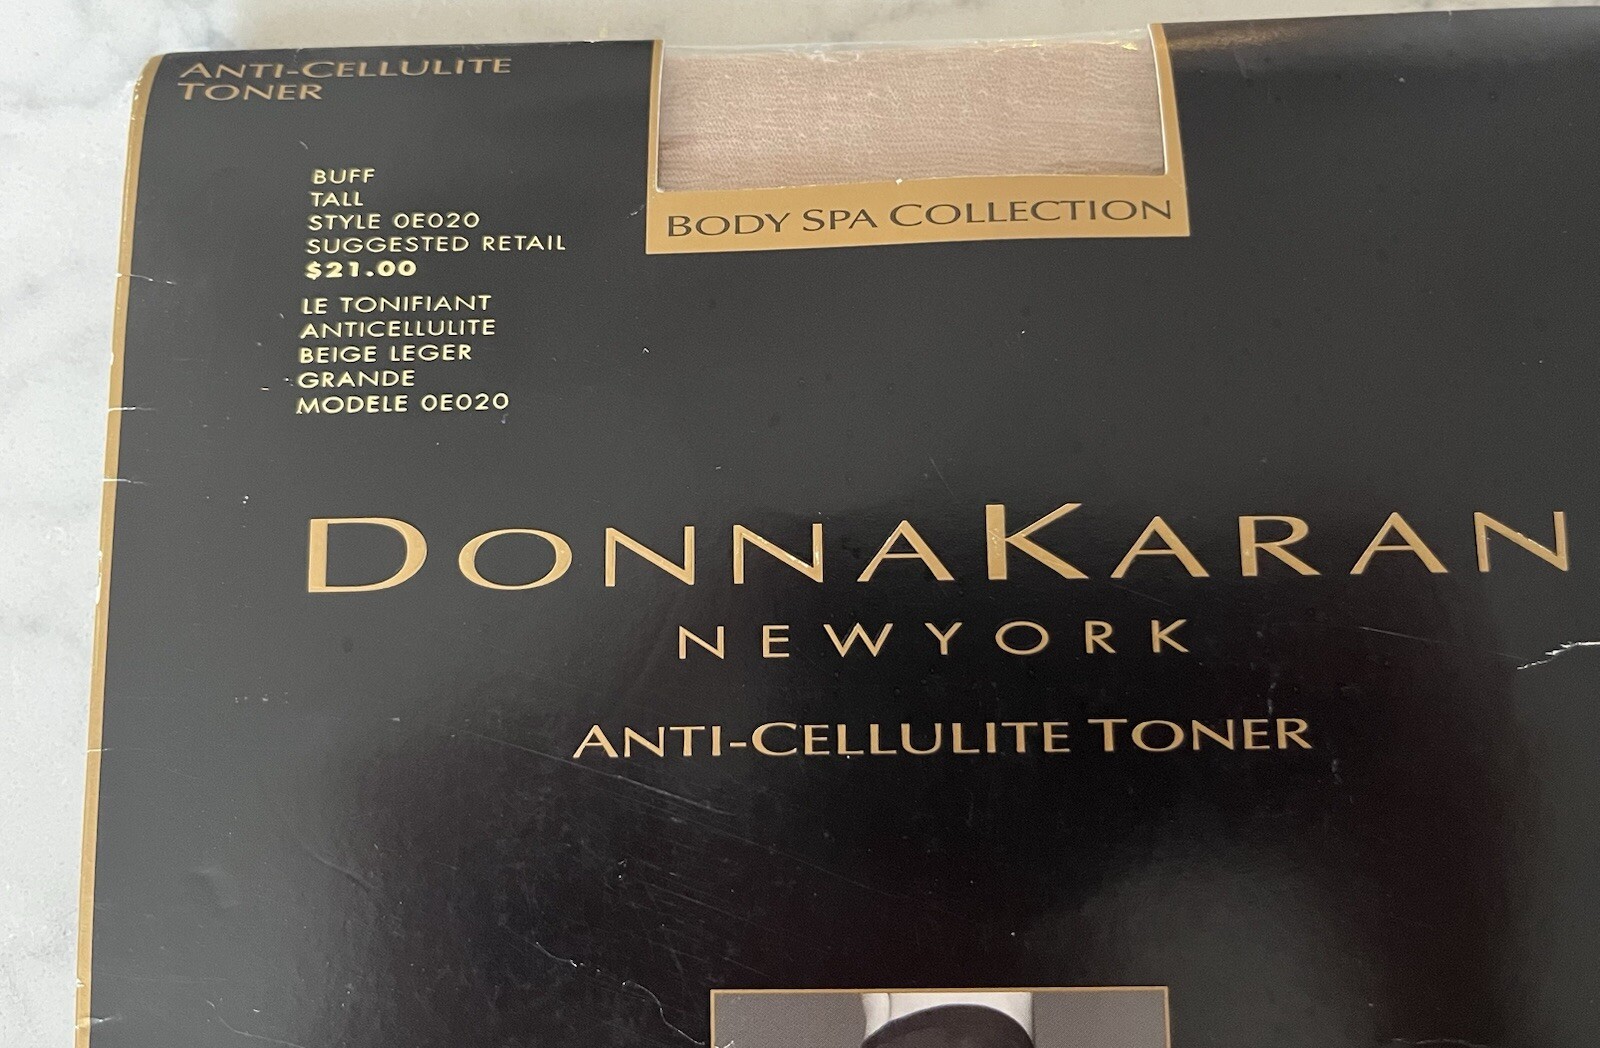 ANTI-CELLULITE
TONER
BUFF
TALL
STYLE 0E020
SUGGESTED RETAIL
$21.00
LE TONIFIANT
ANTICELLULITE
BEIGE LEGER
GRANDE
MODELE 0E020
BODY SPA COLLECTION
DONNAKARAN
NEWYORK
ANTI-CELLULITE TONER